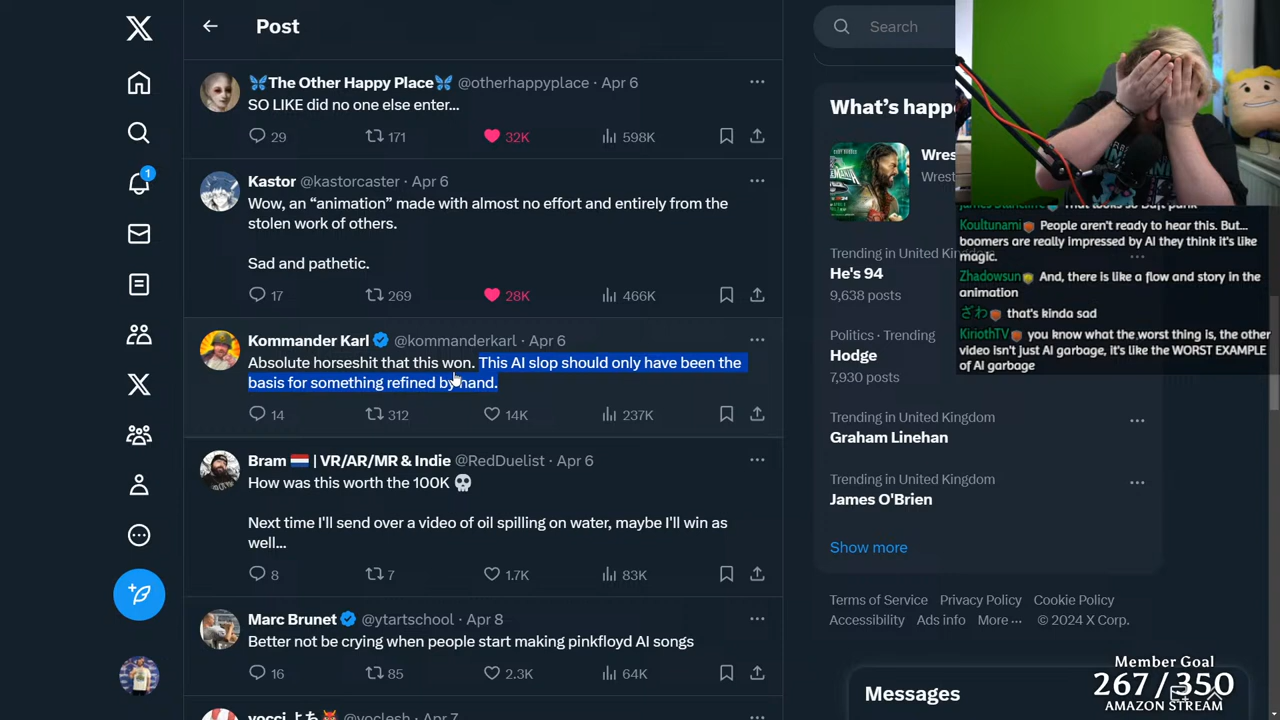 Post
Search
🦋The Other Happy Place🦋 @otherhappyplace · Apr 6
SO LIKE did no one else enter...
29 171 32K 598K
Kastor @kastorcaster · Apr 6
Wow, an “animation” made with almost no effort and entirely from the
stolen work of others.
Sad and pathetic.
17 269 28K 466K
Kommander Karl @kommanderkarl · Apr 6
Absolute horseshit that this won. This AI slop should only have been the
basis for something refined by hand.
14 312 14K 237K
Bram 🇳🇱 | VR/AR/MR & Indie @RedDuelist · Apr 6
How was this worth the 100K 💀
Next time I'll send over a video of oil spilling on water, maybe I'll win as
well...
8 7 1.7K 83K
Marc Brunet @ytartschool · Apr 8
Better not be crying when people start making pinkfloyd AI songs
16 85 2.3K 64K
@yoclesh · Apr 7
1
What's happe
Wres
Wrest
Trending in United Kingdom
He's 94
9,638 posts
Politics · Trending
Hodge
7,930 posts
Trending in United Kingdom
Graham Linehan
Trending in United Kingdom
James O'Brien
Show more
Terms of Service Privacy Policy Cookie Policy
Accessibility Ads info More ··· © 2024 X Corp.
Messages
Koultunami People aren't ready to hear this. But...
boomers are really impressed by AI they think it's like
magic.
Zhadowsun And, there is like a flow and story in the
animation
ざわ that's kinda sad
KiriothTV you know what the worst thing is, the other
video isn't just AI garbage, it's like the WORST EXAMPLE
of AI garbage
Member Goal
267/350
AMAZON STREAM